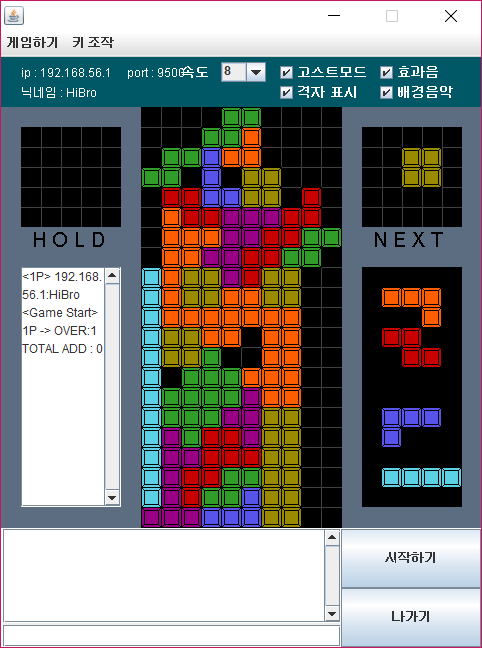 게임하기 키 조작
ip : 192.168.56.1 port : 9500 속도 8 고스트모드 효과음
닉네임 : HiBro 격자 표시 배경음악
HOLD
NEXT
<1P> 192.168.
56.1:HiBro
<Game Start>
1P -> OVER:1
TOTAL ADD : 0
시작하기
나가기